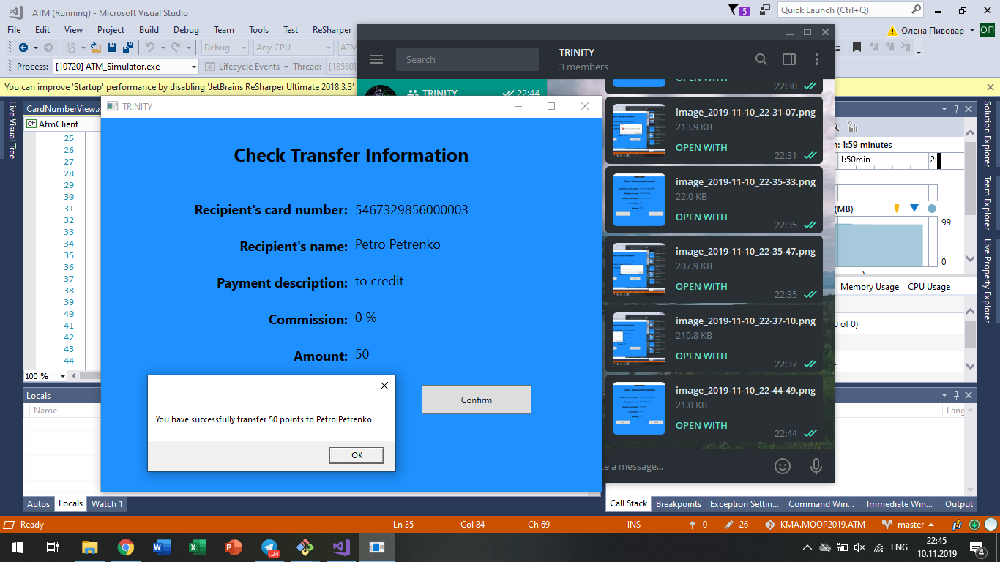 ATM (Running) - Microsoft Visual Studio
5
Quick Launch (Ctrl+Q)
File Edit View Project Build Debug Team Tools Test ReSharper
Олена Пивовар ОП
Debug Any CPU ATM
Process: [10720] ATM_Simulator.exe Lifecycle Events Thread: [18560]
You can improve 'Startup' performance by disabling 'JetBrains ReSharper Ultimate 2018.3.3'
Search
TRINITY
3 members
TRINITY 22:44
OPEN WITH
22:30
image_2019-11-10_22-31-07.png
213.9 KB
OPEN WITH
22:31
image_2019-11-10_22-35-33.png
22.0 KB
OPEN WITH
22:35
image_2019-11-10_22-35-47.png
207.9 KB
OPEN WITH
22:35
image_2019-11-10_22-37-10.png
210.8 KB
OPEN WITH
22:37
image_2019-11-10_22-44-49.png
21.0 KB
OPEN WITH
22:44
e a message...
Live Visual Tree
CardNumberView.x
C# AtmClient
25
26
27
28
29
30
31
32
33
34
35
36
37
38
39
40
41
42
43
44
100 %
TRINITY
Check Transfer Information
Recipient's card number: 5467329856000003
Recipient's name: Petro Petrenko
Payment description: to credit
Commission: 0 %
Amount: 50
Confirm
You have successfully transfer 50 points to Petro Petrenko
OK
n: 1:59 minutes
1:50min 2:
(MB)
99
0
Memory Usage CPU Usage
0 of 0)
Solution Explorer
Team Explorer
Live Property Explorer
Locals
Name
Lang
Autos Locals Watch 1
Call Stack Breakpoints Exception Settin... Command Win... Immediate Win... Output
Ready Ln 35 Col 84 Ch 69 INS 0 26 KMA.MOOP2019.ATM master
.24
ENG
22:45
10.11.2019
4